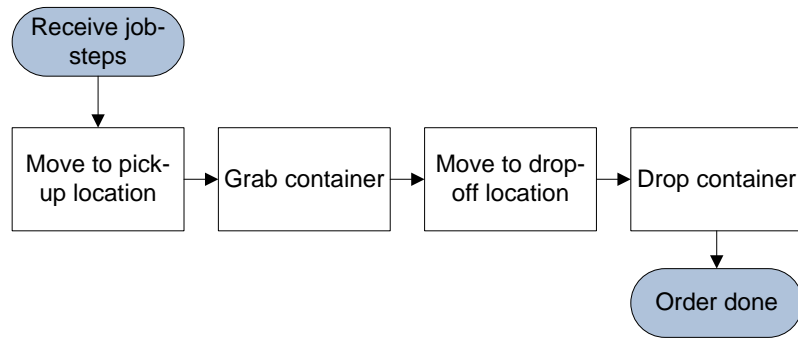 Receive job-
steps
Move to pick-
up location
Grab container
Move to drop-
off location
Drop container
Order done